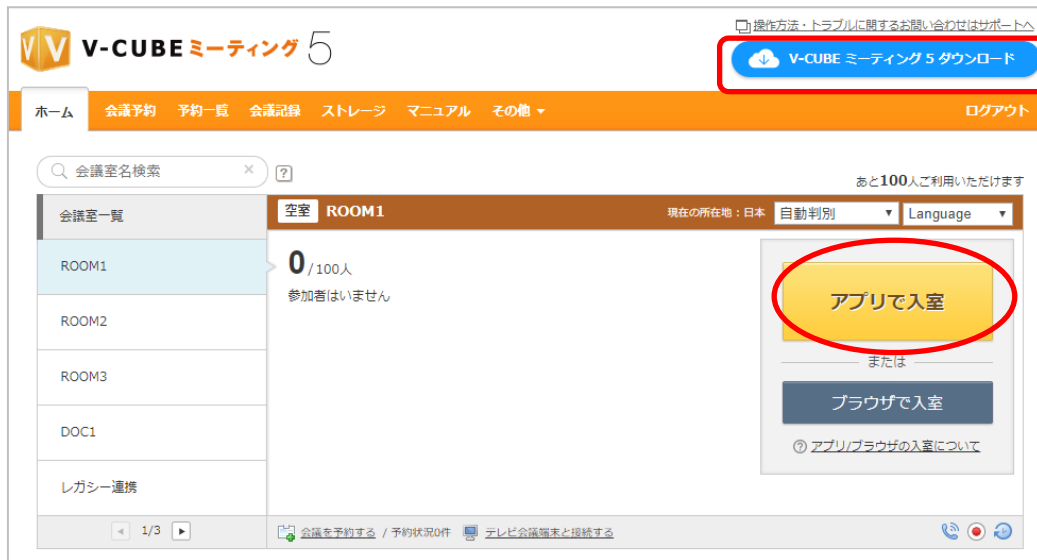 操作方法・トラブルに関するお問い合わせはサポートへ
V-CUBE ミーティング 5
V-CUBE ミーティング 5 ダウンロード
ホーム 会議予約 予約一覧 会議記録 ストレージ マニュアル その他 ▼ ログアウト
会議室名検索 × ?
あと100人ご利用いただけます
会議室一覧
空室 ROOM1 現在の所在地：日本 自動判別 ▼ Language ▼
ROOM1
0/100人
参加者はいません
アプリで入室
ROOM2
または
ROOM3
ブラウザで入室
DOC1
? アプリ/ブラウザの入室について
レガシー連携
1/3
会議を予約する / 予約状況0件 テレビ会議端末と接続する